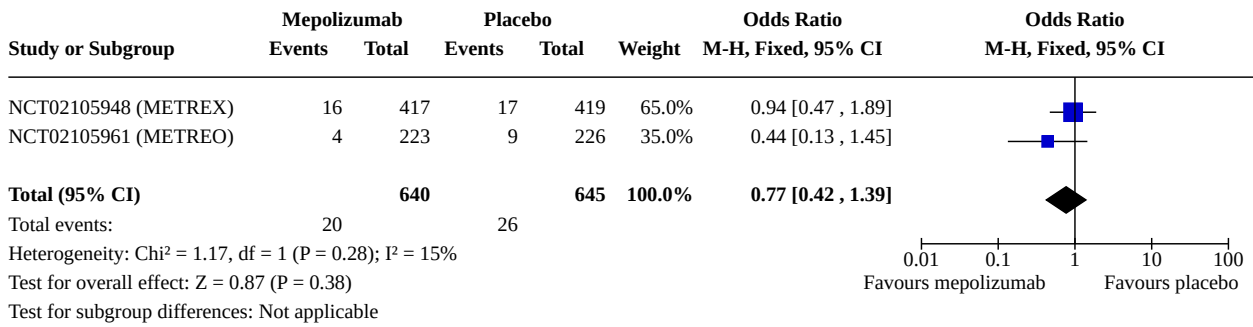 Mepolizumab Placebo Odds Ratio Odds Ratio
Study or Subgroup Events Total Events Total Weight M-H, Fixed, 95% CI M-H, Fixed, 95% CI
NCT02105948 (METREX) 16 417 17 419 65.0% 0.94 [0.47 , 1.89]
NCT02105961 (METREO) 4 223 9 226 35.0% 0.44 [0.13 , 1.45]
Total (95% CI) 640 645 100.0% 0.77 [0.42 , 1.39]
Total events: 20 26
Heterogeneity: Chi² = 1.17, df = 1 (P = 0.28); I² = 15%
0.01 0.1 1 10 100
Test for overall effect: Z = 0.87 (P = 0.38)
Favours mepolizumab Favours placebo
Test for subgroup differences: Not applicable